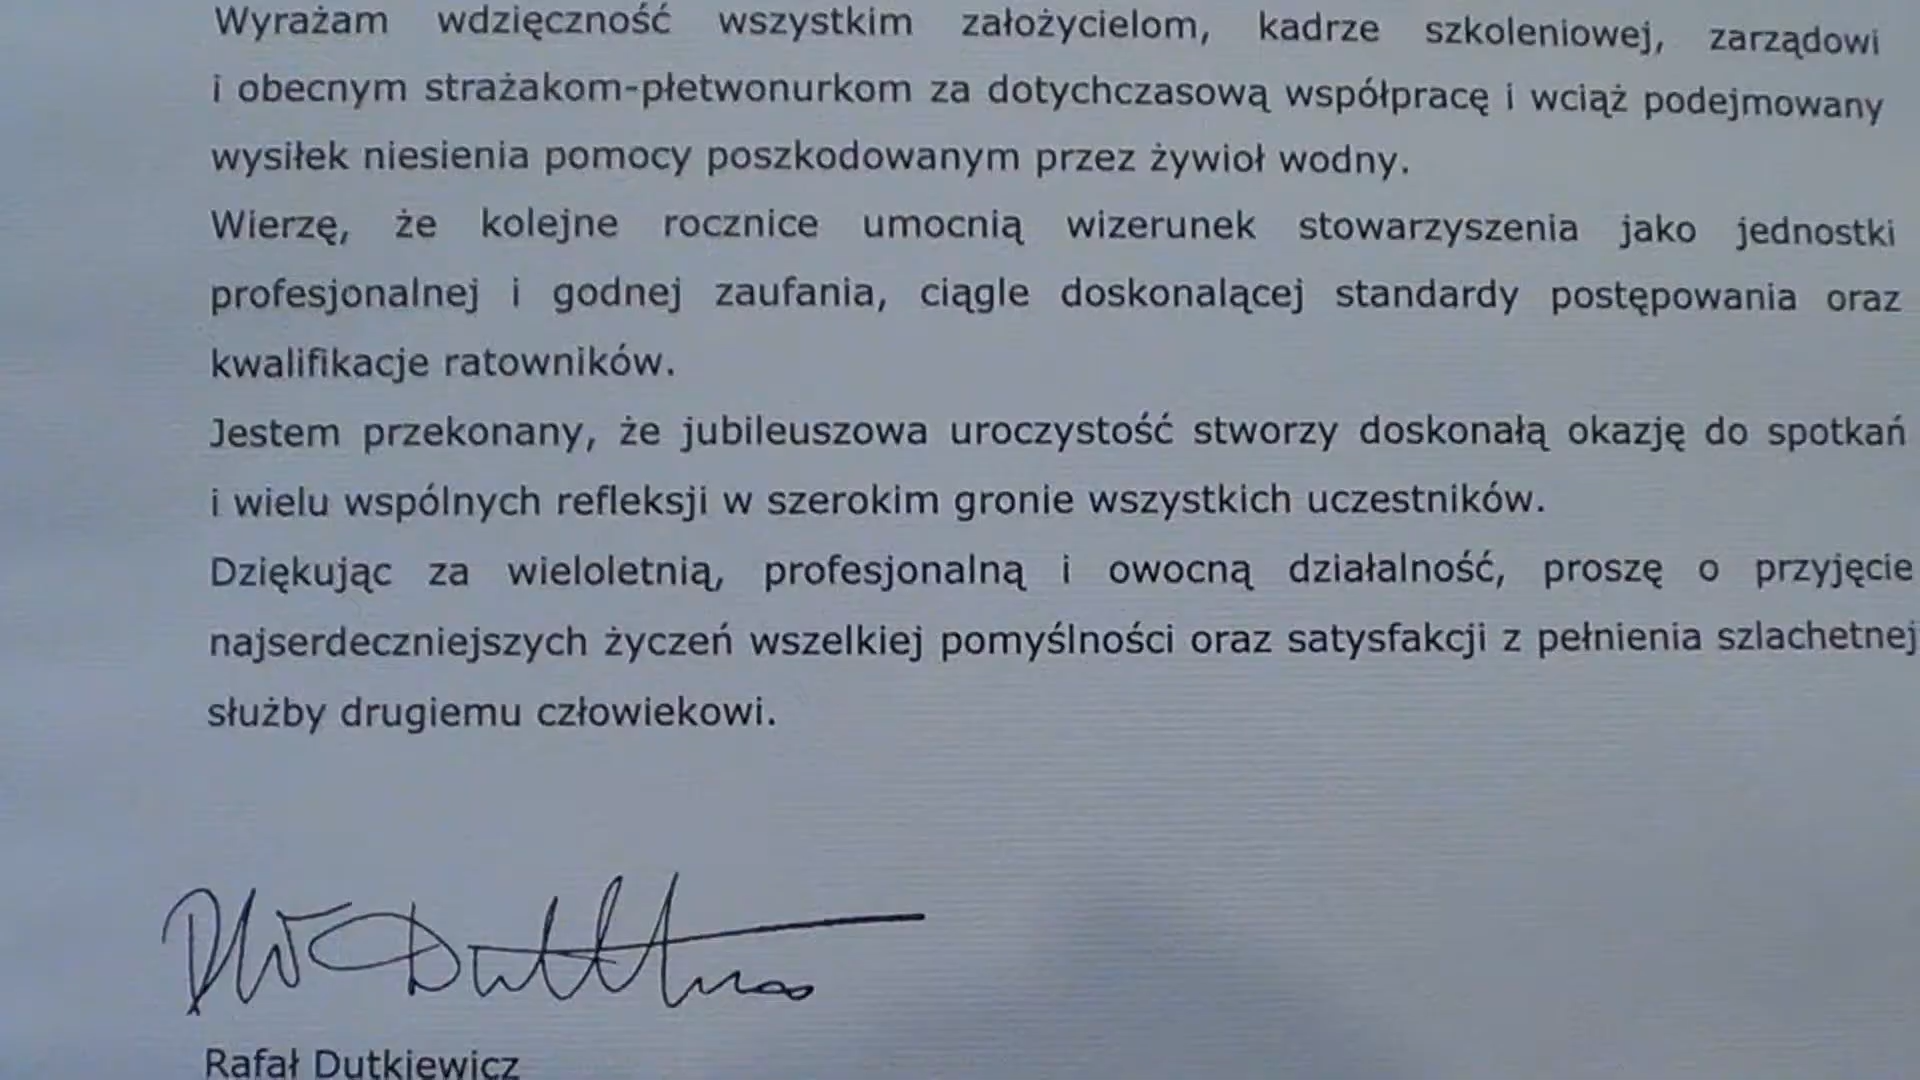 Wyrażam wdzięczność wszystkim założycielom, kadrze szkoleniowej, zarządowi
i obecnym strażakom-płetwonurkom za dotychczasową współpracę i wciąż podejmowany
wysiłek niesienia pomocy poszkodowanym przez żywioł wodny.
Wierzę, że kolejne rocznice umocnią wizerunek stowarzyszenia jako jednostki
profesjonalnej i godnej zaufania, ciągle doskonalącej standardy postępowania oraz
kwalifikacje ratowników.
Jestem przekonany, że jubileuszowa uroczystość stworzy doskonałą okazję do spotkań
i wielu wspólnych refleksji w szerokim gronie wszystkich uczestników.
Dziękując za wieloletnią, profesjonalną i owocną działalność, proszę o przyjęcie
najserdeczniejszych życzeń wszelkiej pomyślności oraz satysfakcji z pełnienia szlachetnej
służby drugiemu człowiekowi.
Rafał Dutkiewicz